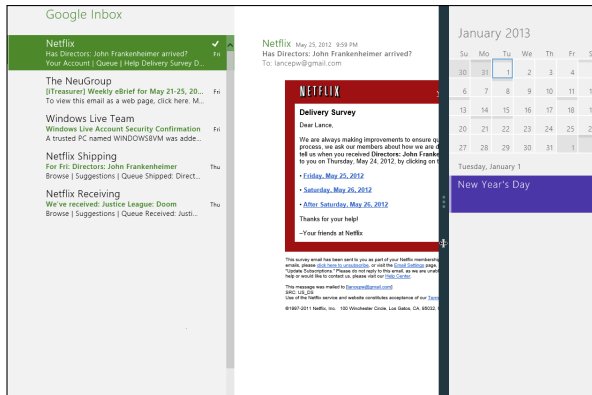 Google Inbox
Netflix
Has Directors: John Frankenheimer arrived? Fri
Your Account | Queue | Help Delivery Survey D...
The NeuGroup
[iTreasurer] Weekly eBrief for May 21-25, 20... Fri
To view this email as a web page, click here. M...
Windows Live Team
Windows Live Account Security Confirmation Fri
A trusted PC named WINDOWS8VM was adde...
Netflix Shipping
For Fri: Directors: John Frankenheimer Thu
Browse | Suggestions | Queue Shipped: Direct...
Netflix Receiving
We've received: Justice League: Doom Thu
Browse | Suggestions | Queue Received: Justi...
Netflix May 25, 2012 9:59 PM
Has Directors: John Frankenheimer arrived?
To: lancepw@gmail.com
NETFLIX
Delivery Survey
Dear Lance,
We are always making improvements to ensure qu
process, we ask our members about how we are d
tell us when you received Directors: John Franke
to you on Thursday, May 24, 2012, by clicking on t
• Friday, May 25, 2012
• Saturday, May 26, 2012
• After Saturday, May 26, 2012
Thanks for your help!
–Your friends at Netflix
This survey email has been sent to you as part of your Netflix membership
emails, please click here to unsubscribe, or visit the Email Settings page.
"Update Subscriptions." Please do not reply to this email, as we are unabl
help or would like to contact us, please visit our Help Center.
This message was mailed to [lancepw@gmail.com]
SRC: US_DS
Use of the Netflix service and website constitutes acceptance of our Term
©1997-2011 Netflix, Inc. 100 Winchester Circle, Los Gatos, CA, 95032,
January 2013
Su Mo Tu We Th Fr S
30 31 1 2 3 4
6 7 8 9 10 11 1
13 14 15 16 17 18 1
20 21 22 23 24 25 2
27 28 29 30 31 1
Tuesday, January 1
New Year's Day